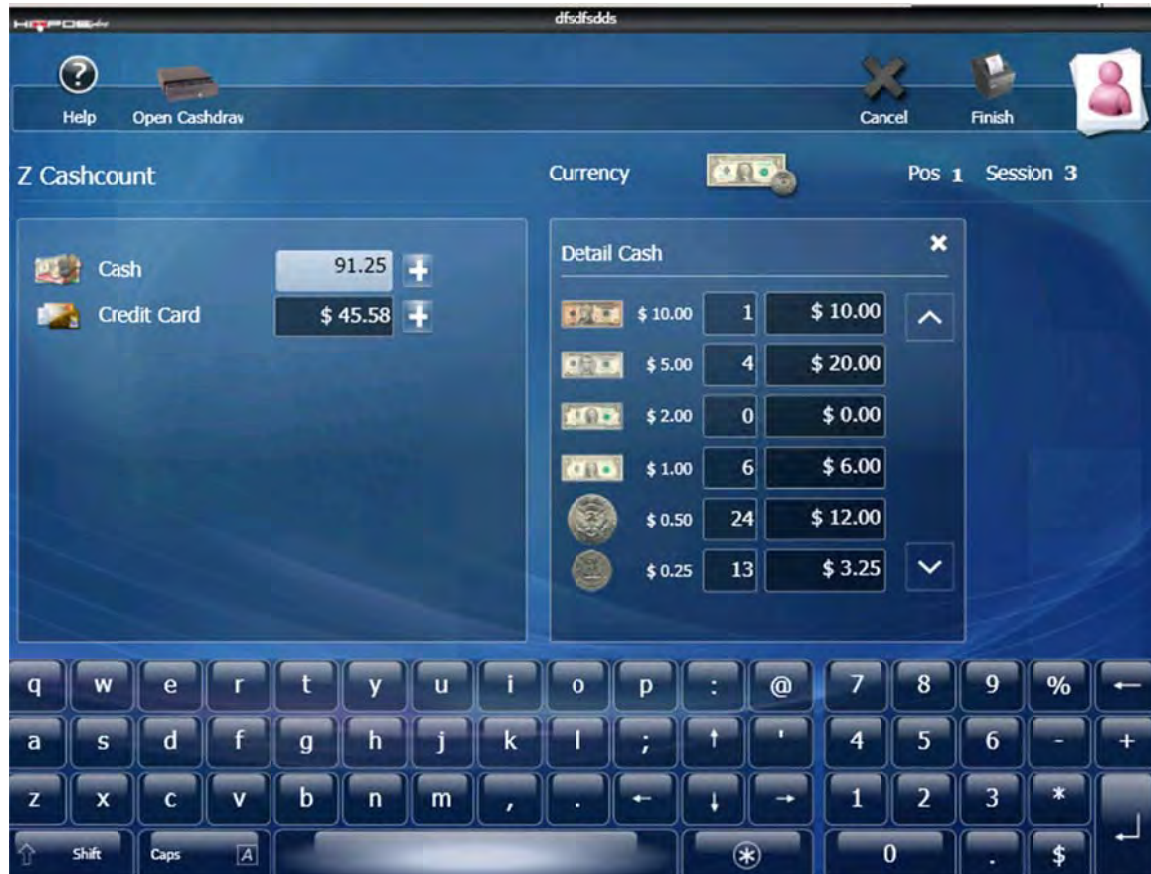 dfsdfsdds
Help
Open Cashdrav
Cancel
Finish
Z Cashcount
Currency
Pos 1 Session 3
Cash 91.25
Credit Card $ 45.58
Detail Cash
$ 10.00 1 $ 10.00
$ 5.00 4 $ 20.00
$ 2.00 0 $ 0.00
$ 1.00 6 $ 6.00
$ 0.50 24 $ 12.00
$ 0.25 13 $ 3.25
q w e r t y u i o p : @ 7 8 9 % ←
a s d f g h j k l ; ↑ ' 4 5 6 - +
z x c v b n m , . ← ↓ → 1 2 3 *
Shift Caps A * 0 . $